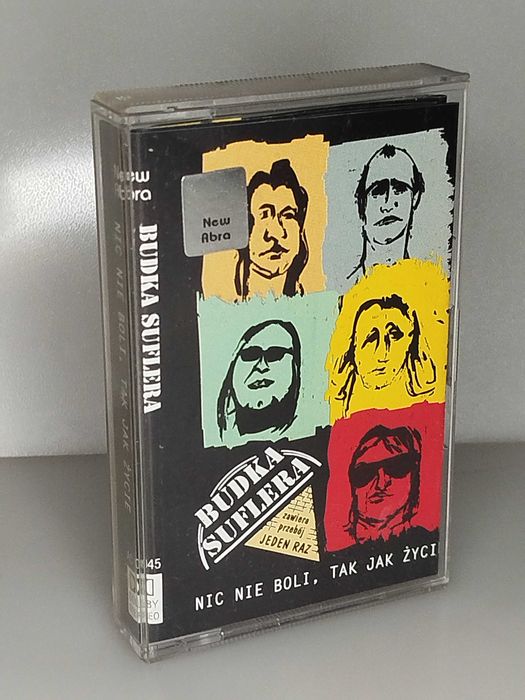 New
Abra
BUDKA SUFLERA
NIC NIE BOLI, TAK JAK ŻYCIE
New
Abra
BUDKA
SUFLERA
zawiera
przebój
JEDEN RAZ
NIC NIE BOLI, TAK JAK ŻYCI